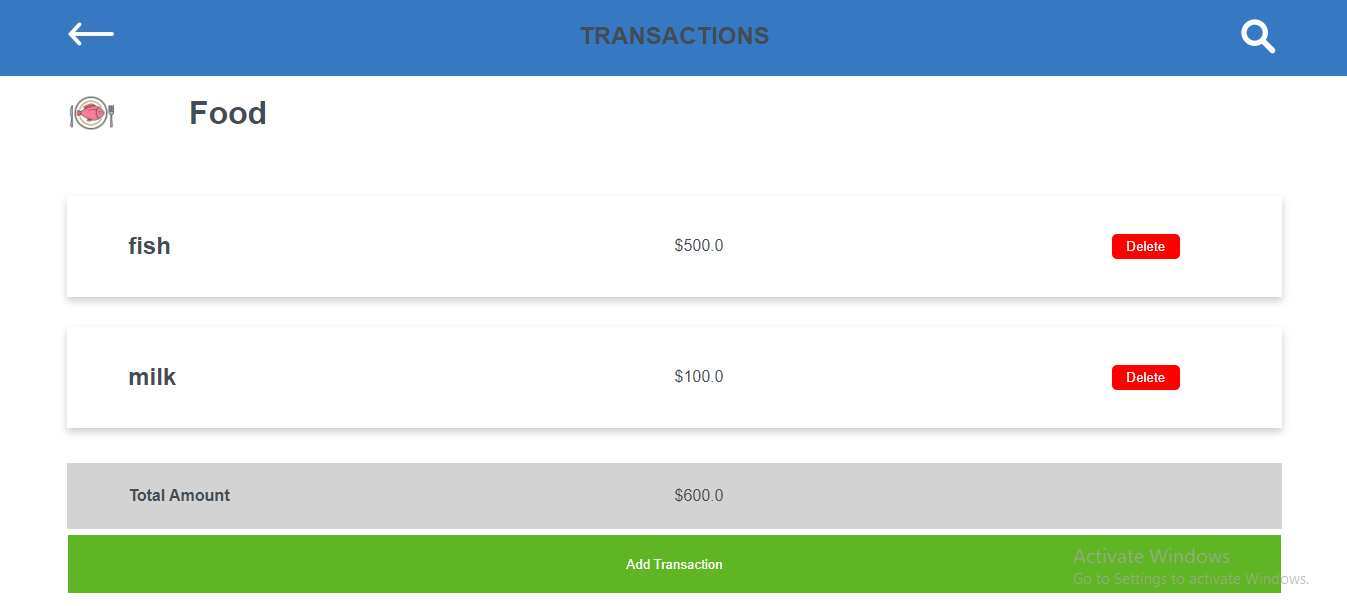 TRANSACTIONS
Food
fish $500.0 Delete
milk $100.0 Delete
Total Amount $600.0
Add Transaction
Activate Windows
Go to Settings to activate Windows.